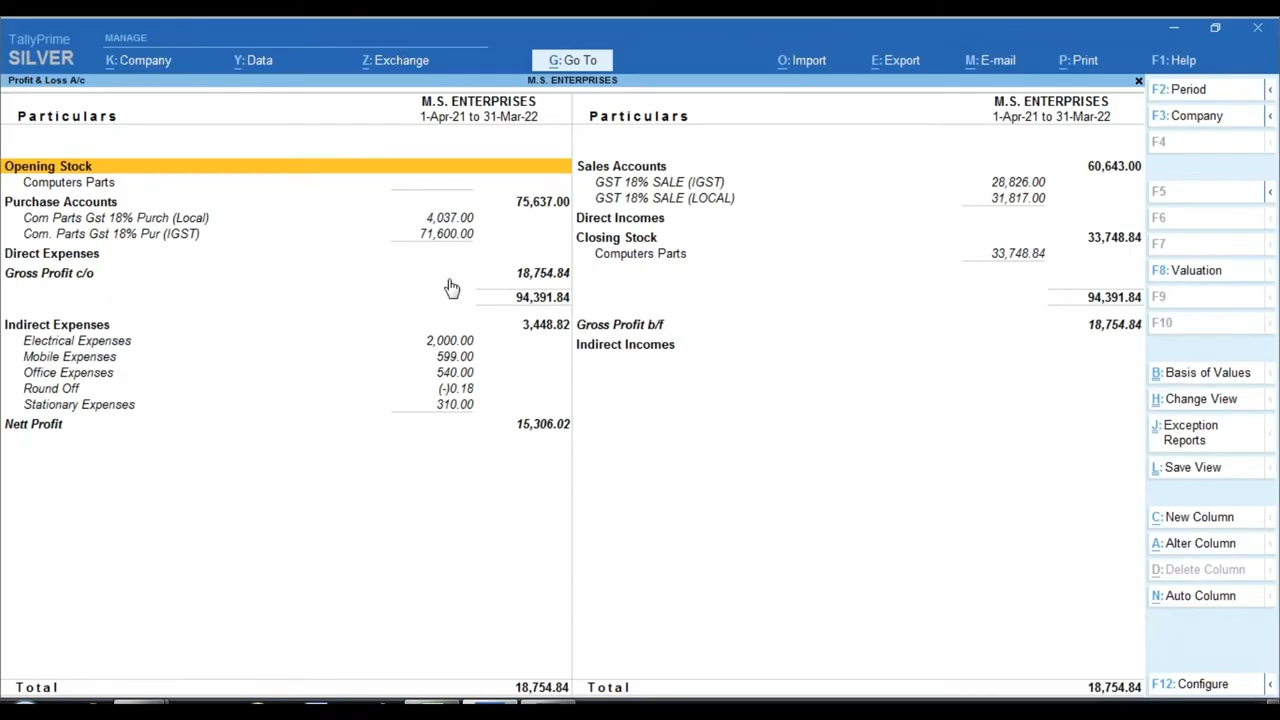 TallyPrime
SILVER
MANAGE
K: Company
Y: Data
Z: Exchange
G: Go To
O: Import
E: Export
M: E-mail
P: Print
F1: Help
Profit & Loss A/c
M.S. ENTERPRISES
Particulars
M.S. ENTERPRISES
1-Apr-21 to 31-Mar-22
Opening Stock
Computers Parts
Purchase Accounts 75,637.00
Com Parts Gst 18% Purch (Local) 4,037.00
Com. Parts Gst 18% Pur (IGST) 71,600.00
Direct Expenses
Gross Profit c/o 18,754.84
94,391.84
Indirect Expenses 3,448.82
Electrical Expenses 2,000.00
Mobile Expenses 599.00
Office Expenses 540.00
Round Off (-)0.18
Stationary Expenses 310.00
Nett Profit 15,306.02
Total 18,754.84
Particulars
M.S. ENTERPRISES
1-Apr-21 to 31-Mar-22
Sales Accounts 60,643.00
GST 18% SALE (IGST) 28,826.00
GST 18% SALE (LOCAL) 31,817.00
Direct Incomes
Closing Stock 33,748.84
Computers Parts 33,748.84
94,391.84
Gross Profit b/f 18,754.84
Indirect Incomes
Total 18,754.84
F2: Period
F3: Company
F4
F5
F6
F7
F8: Valuation
F9
F10
B: Basis of Values
H: Change View
J: Exception
Reports
L: Save View
C: New Column
A: Alter Column
D: Delete Column
N: Auto Column
F12: Configure